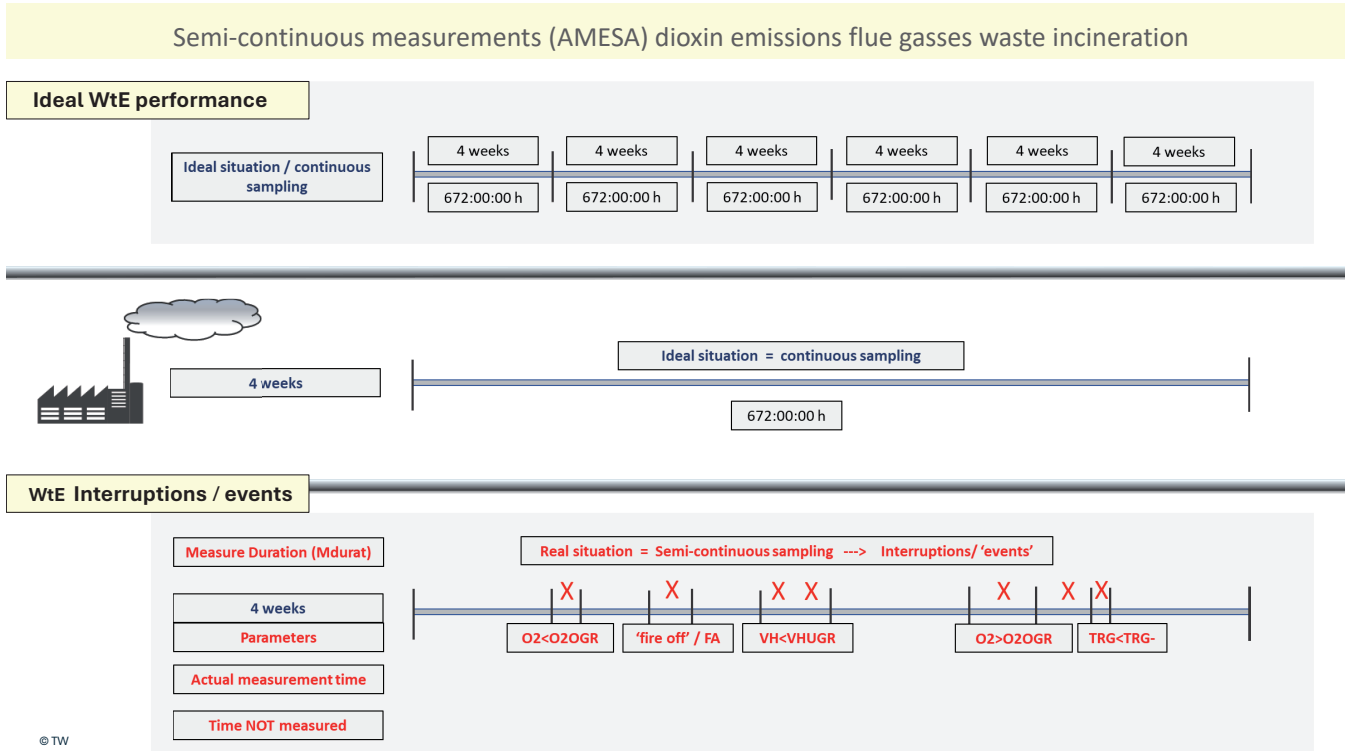 Semi-continuous measurements (AMESA) dioxin emissions flue gasses waste incineration
Ideal WtE performance
Ideal situation / continuous
sampling
4 weeks 4 weeks 4 weeks 4 weeks 4 weeks 4 weeks
672:00:00 h 672:00:00 h 672:00:00 h 672:00:00 h 672:00:00 h 672:00:00 h
Ideal situation = continuous sampling
4 weeks
672:00:00 h
WtE Interruptions / events
Measure Duration (Mdurat)
Real situation = Semi-continuous sampling ---> Interruptions/ ‘events’
X X X X X X X
4 weeks
Parameters
O2<O2OGR ‘fire off’ / FA VH<VHUGR O2>O2OGR TRG<TRG-
Actual measurement time
Time NOT measured
© TW